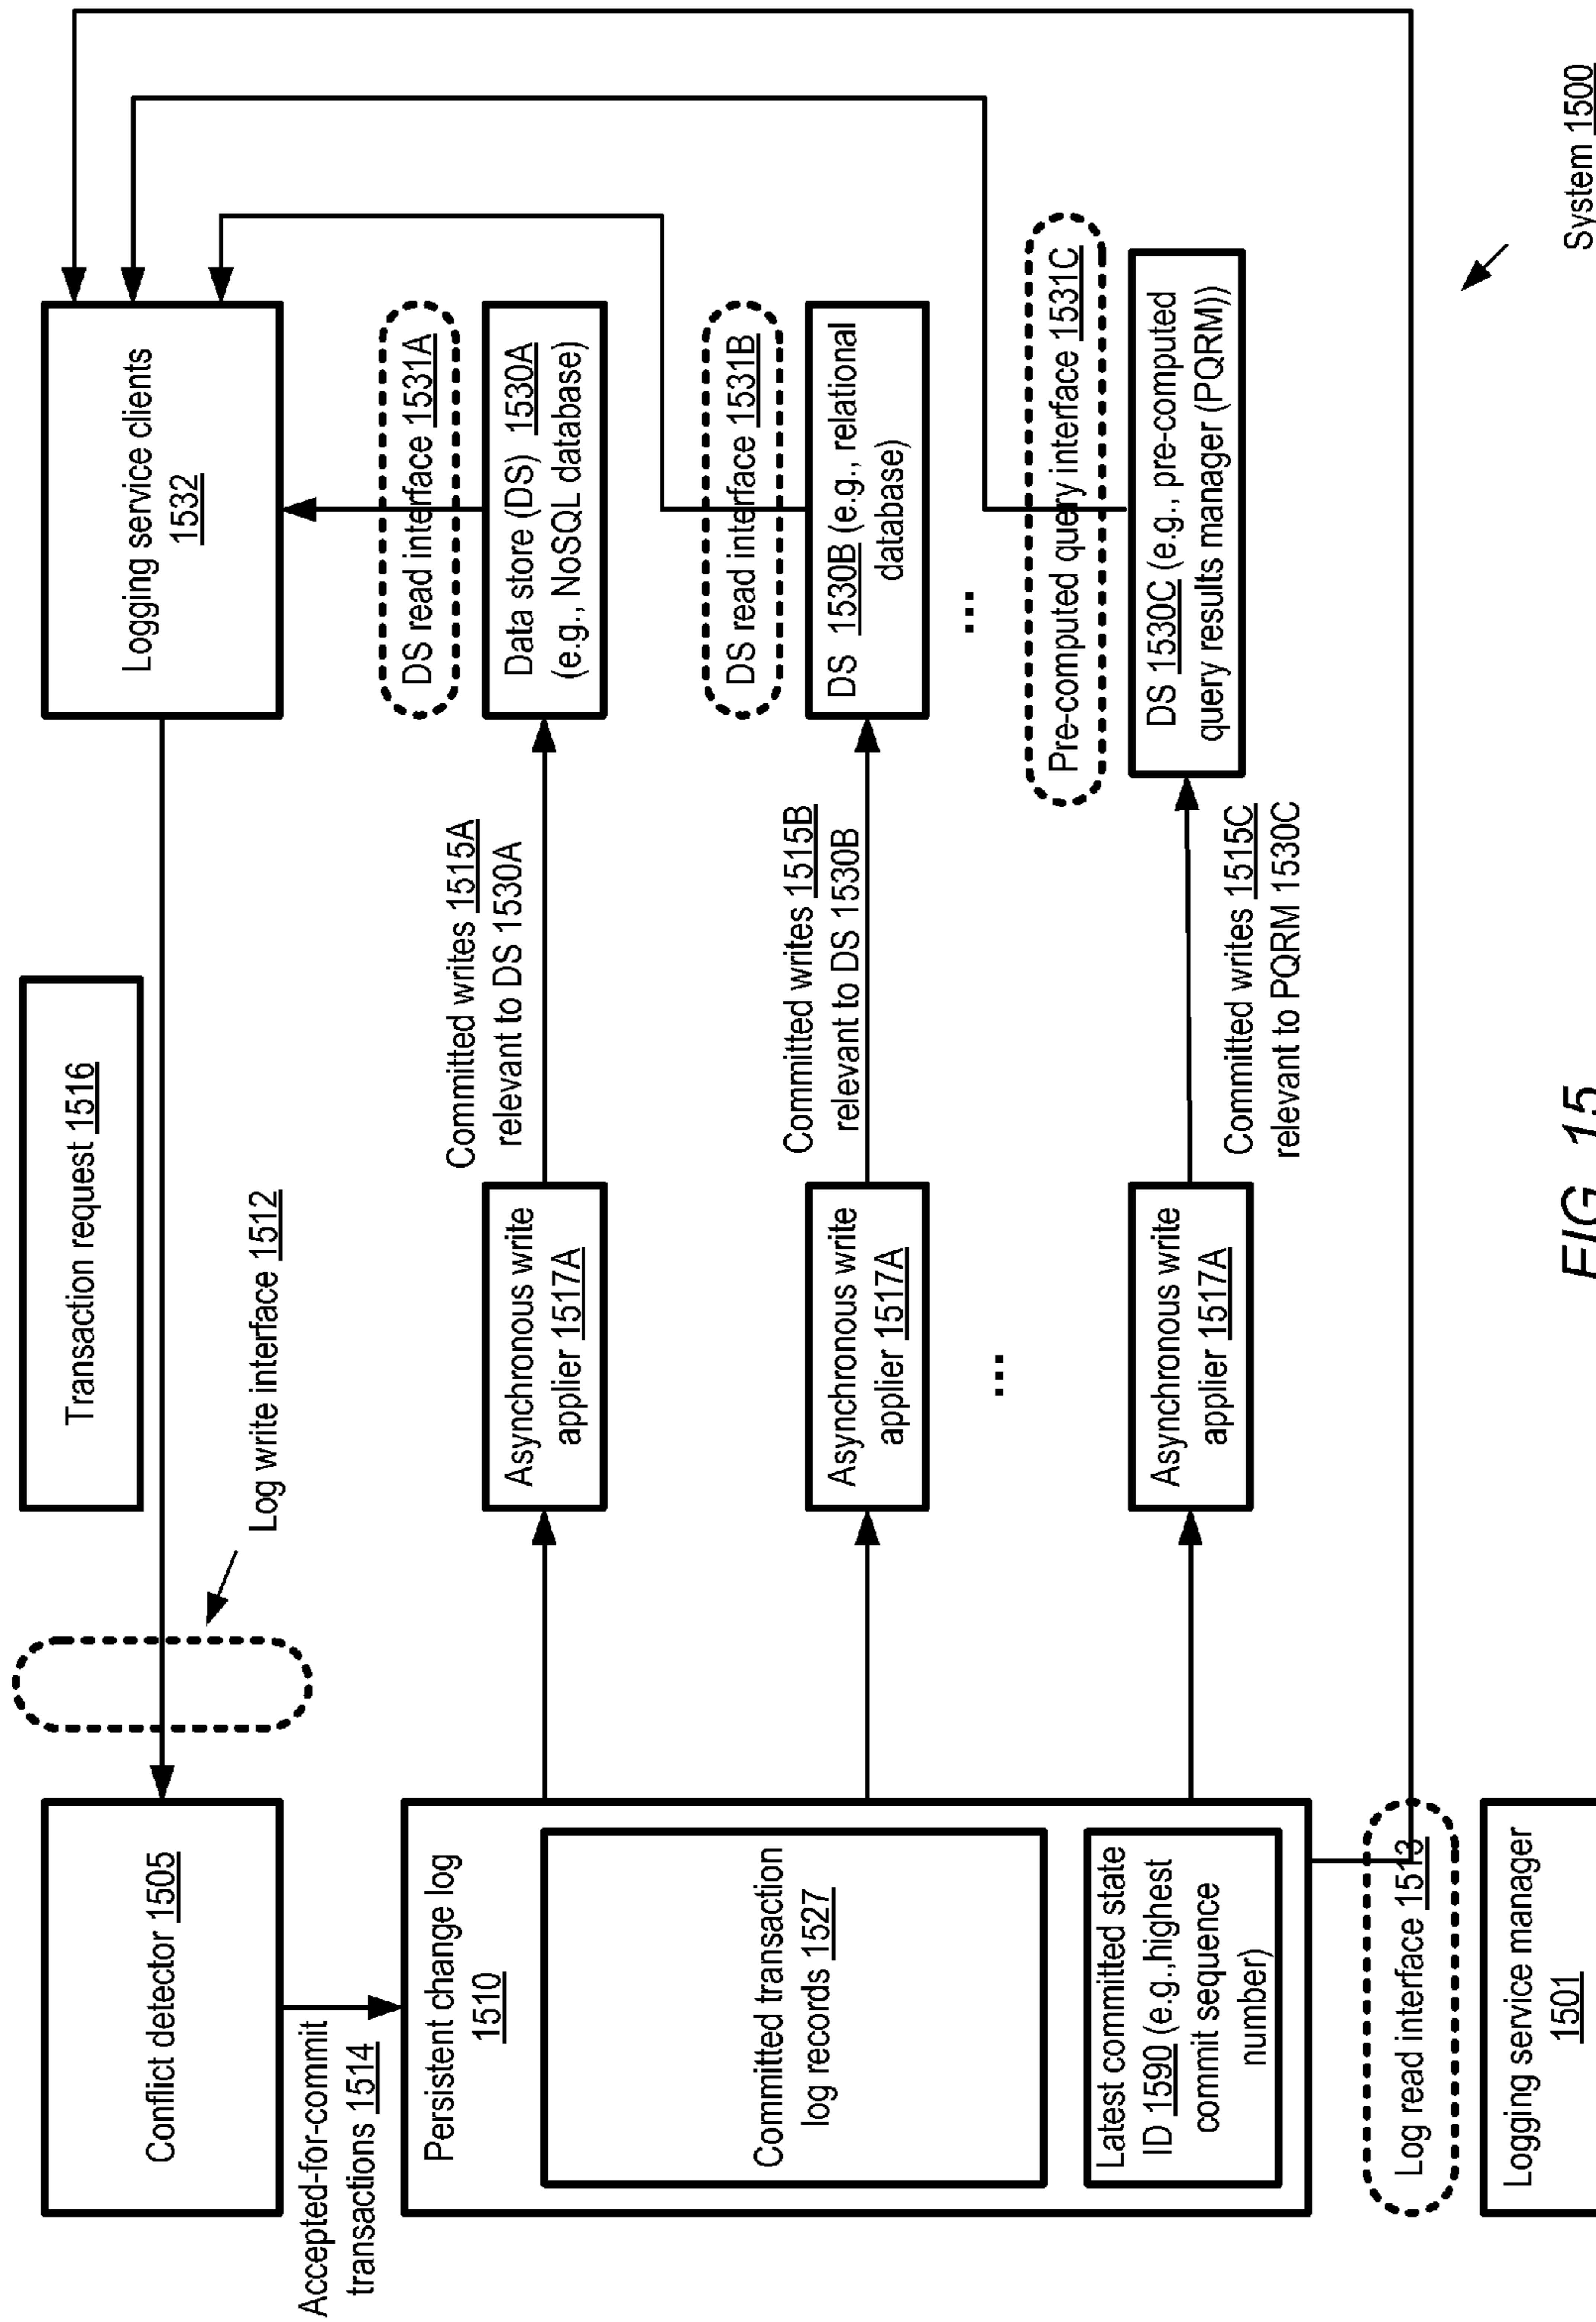 Conflict detector 1505
Transaction request 1516
Logging service clients
1532
Log write interface 1512
Accepted-for-commit
transactions 1514
Persistent change log
1510
Committed transaction
log records 1527
Latest committed state
ID 1590 (e.g.,highest
commit sequence
number)
Asynchronous write
applier 1517A
Committed writes 1515A
relevant to DS 1530A
DS read interface 1531A
Data store (DS) 1530A
(e.g., NoSQL database)
Asynchronous write
applier 1517A
Committed writes 1515B
relevant to DS 1530B
DS read interface 1531B
DS 1530B (e.g., relational
database)
...
...
Asynchronous write
applier 1517A
Committed writes 1515C
relevant to PQRM 1530C
Pre-computed query interface 1531C
DS 1530C (e.g., pre-computed
query results manager (PQRM))
Log read interface 1513
Logging service manager
1501
System 1500
FIG. 15